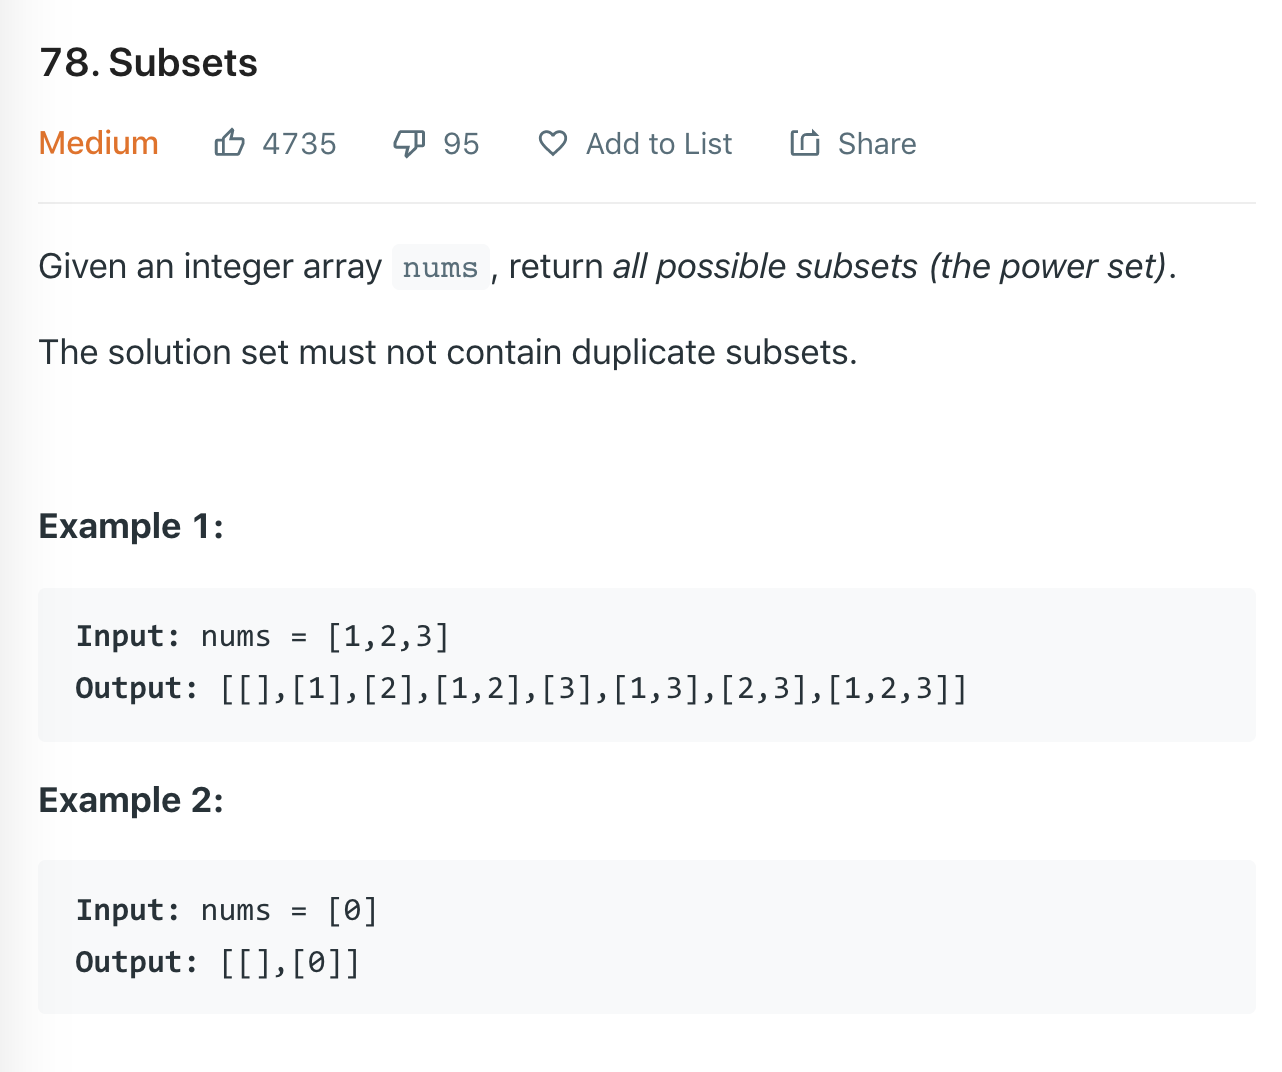 78. Subsets
Medium 4735 95 Add to List Share
Given an integer array nums, return all possible subsets (the power set).
The solution set must not contain duplicate subsets.
Example 1:
Input: nums = [1,2,3]
Output: [[],[1],[2],[1,2],[3],[1,3],[2,3],[1,2,3]]
Example 2:
Input: nums = [0]
Output: [[],[0]]